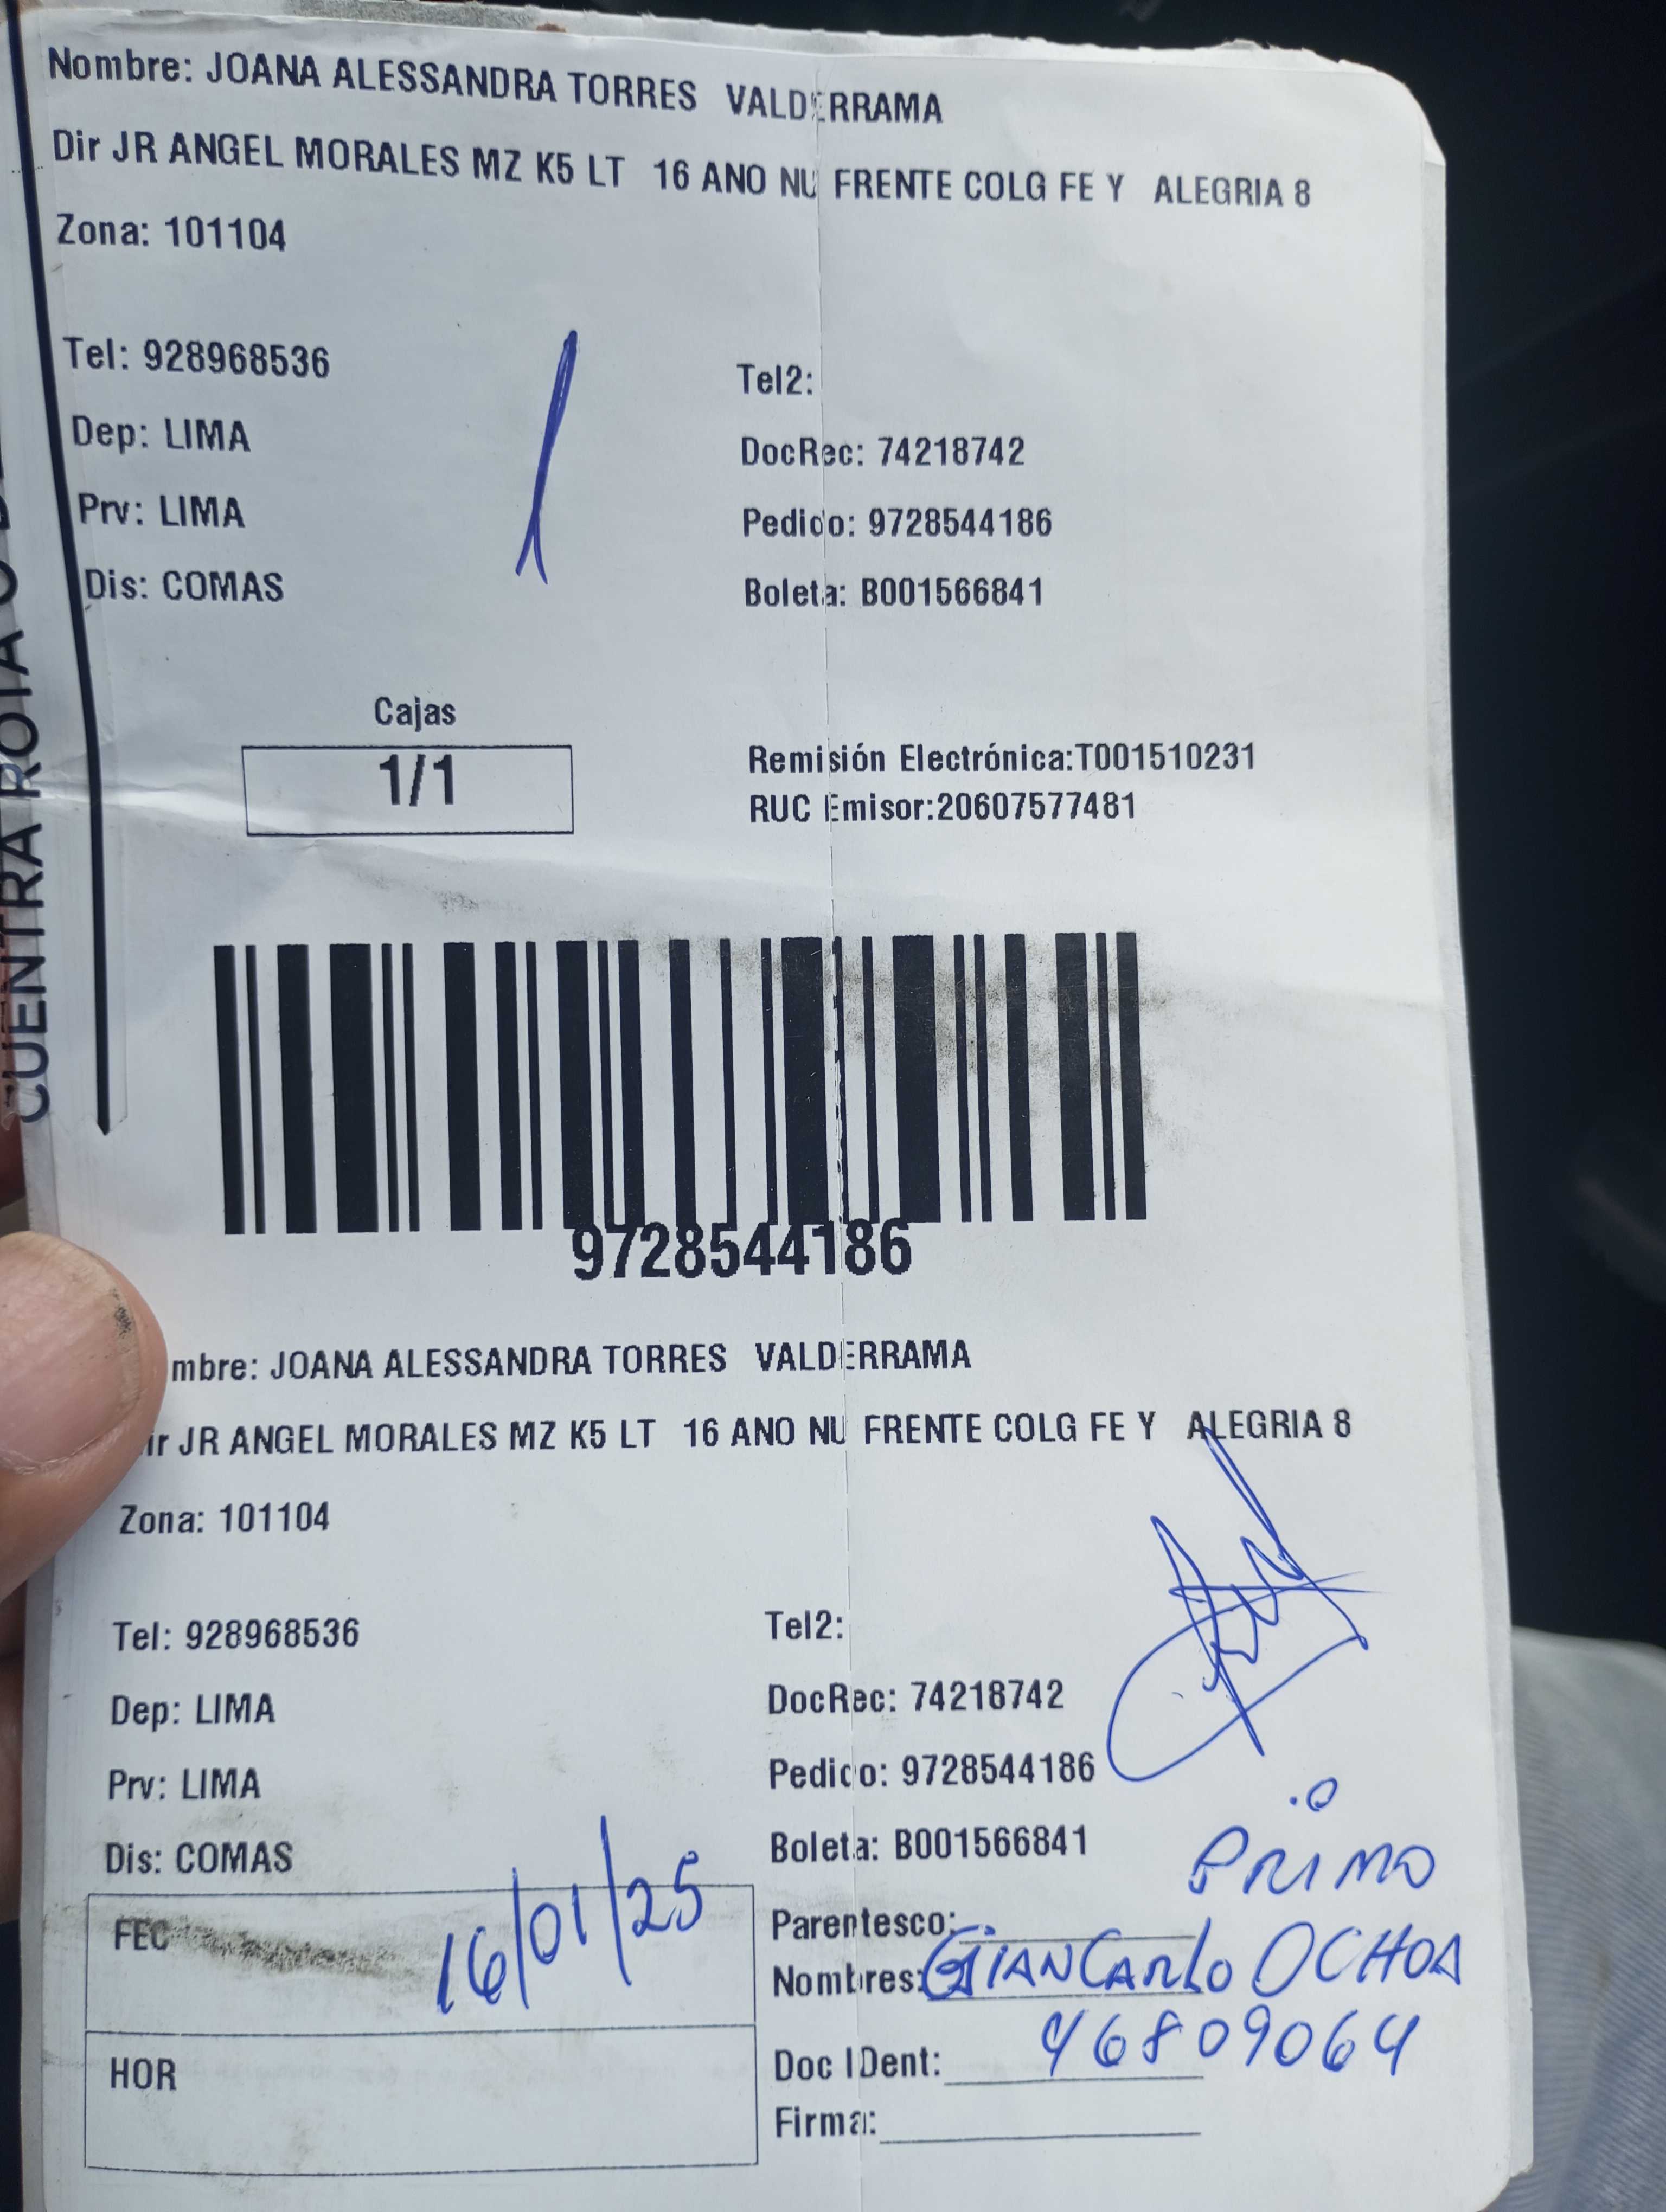 Nombre: JOANA ALESSANDRA TORRES VALDERRAMA
Dir JR ANGEL MORALES MZ K5 LT 16 ANO NU FRENTE COLG FE Y ALEGRIA 8
Zona: 101104
Tel: 928968536
Tel2:
Dep: LIMA
DocRec: 74218742
Prv: LIMA
Pedido: 9728544186
Dis: COMAS
Boleta: B001566841
Cajas
1/1
Remisión Electrónica:T001510231
RUC Emisor:20607577481
CUENTRA ROTA O
9728544186
mbre: JOANA ALESSANDRA TORRES VALDERRAMA
ir JR ANGEL MORALES MZ K5 LT 16 ANO NU FRENTE COLG FE Y ALEGRIA 8
Zona: 101104
Tel: 928968536
Tel2:
Dep: LIMA
DocRec: 74218742
Prv: LIMA
Pedido: 9728544186
Dis: COMAS
Boleta: B001566841
PRIMO
FEC 16/01/25
Parentesco:
Nombres: GIANCARLO OCHOA
HOR
Doc IDent: 46809064
Firma: